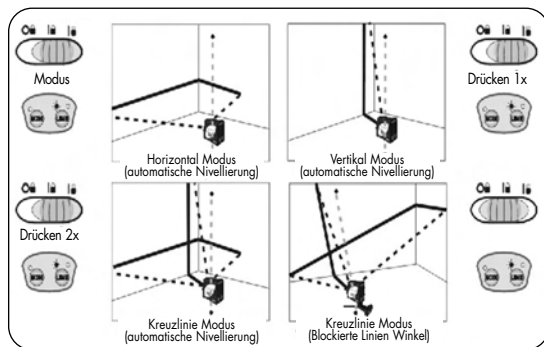 Modus
Horizontal Modus
(automatische Nivellierung)
Vertikal Modus
(automatische Nivellierung)
Drücken 1x
Drücken 2x
Kreuzlinie Modus
(automatische Nivellierung)
Kreuzlinie Modus
(Blockierte Linien Winkel)